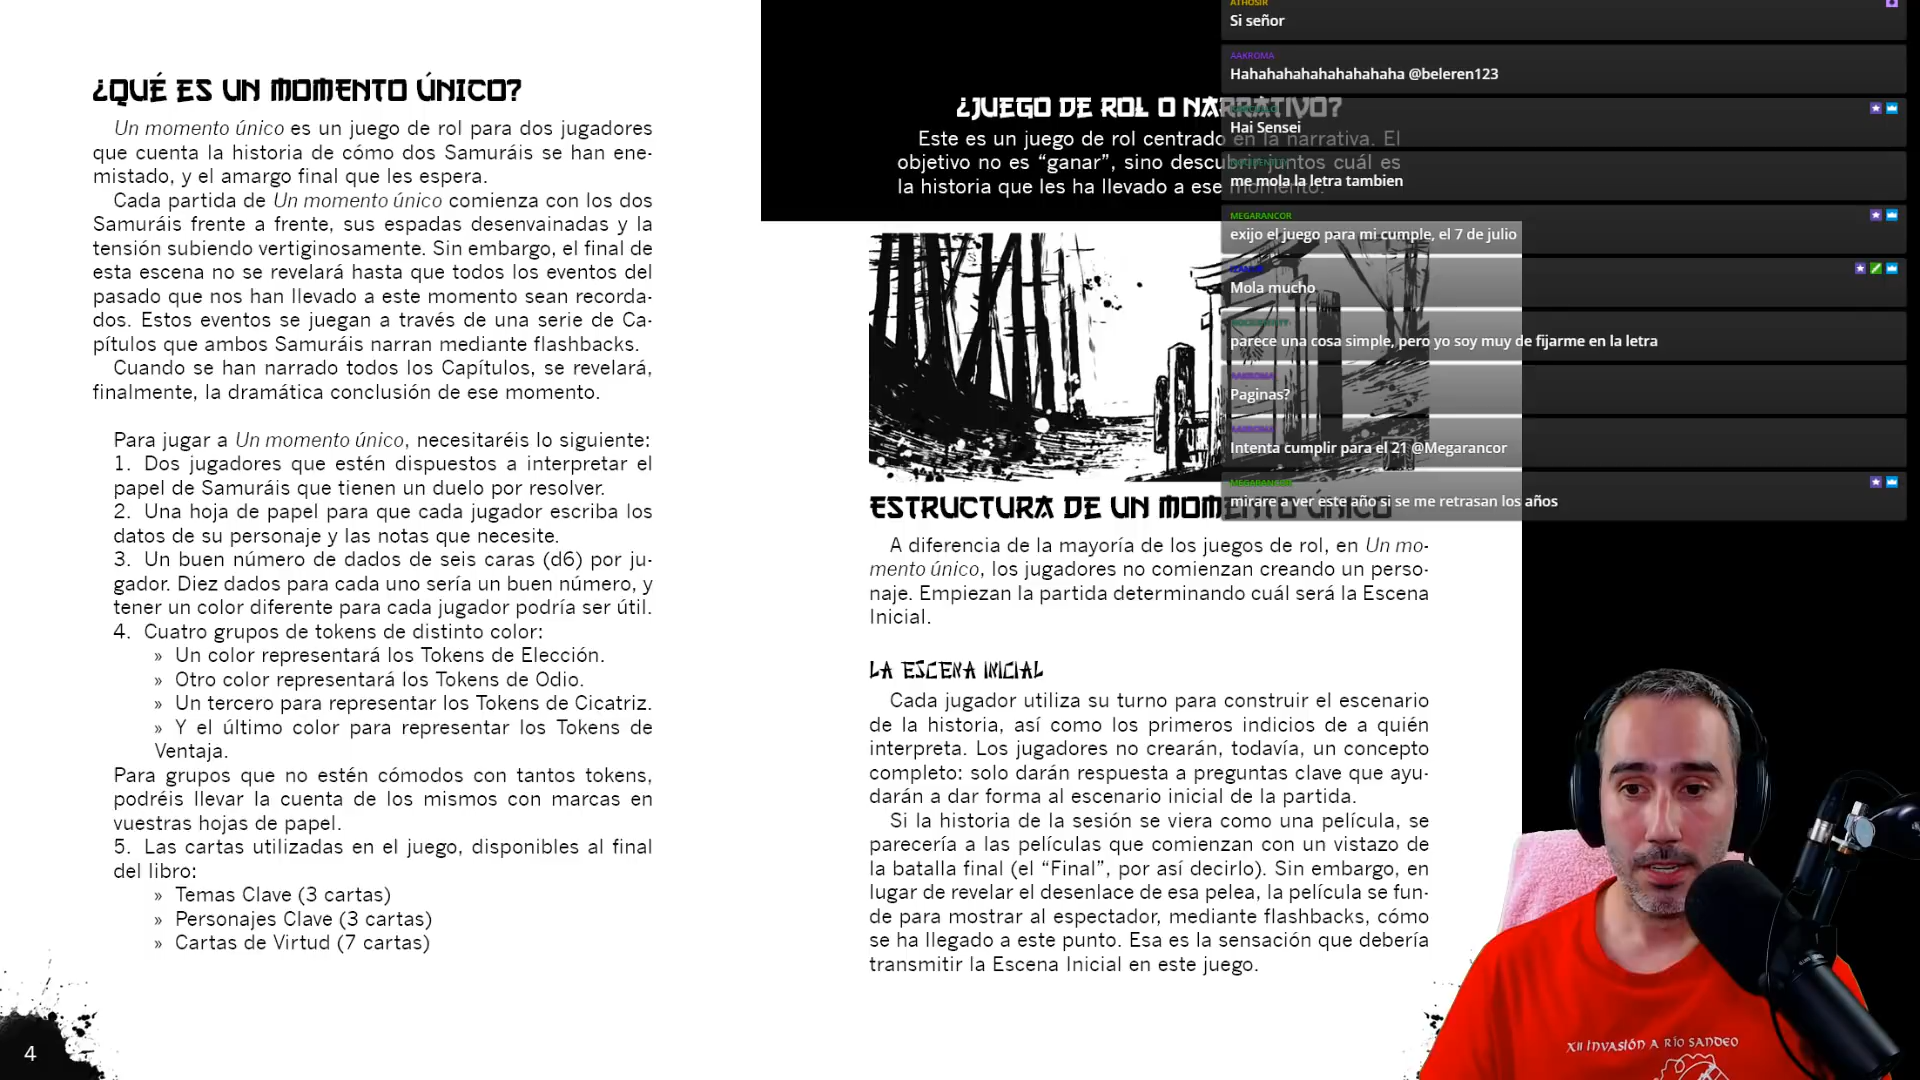 ¿QUÉ ES UN MOMENTO ÚNICO?
Un momento único es un juego de rol para dos jugadores
que cuenta la historia de cómo dos Samuráis se han ene-
mistado, y el amargo final que les espera.
Cada partida de Un momento único comienza con los dos
Samuráis frente a frente, sus espadas desenvainadas y la
tensión subiendo vertiginosamente. Sin embargo, el final de
esta escena no se revelará hasta que todos los eventos del
pasado que nos han llevado a este momento sean recorda-
dos. Estos eventos se juegan a través de una serie de Ca-
pítulos que ambos Samuráis narran mediante flashbacks.
Cuando se han narrado todos los Capítulos, se revelará,
finalmente, la dramática conclusión de ese momento.
Para jugar a Un momento único, necesitaréis lo siguiente:
1. Dos jugadores que estén dispuestos a interpretar el
papel de Samuráis que tienen un duelo por resolver.
2. Una hoja de papel para que cada jugador escriba los
datos de su personaje y las notas que necesite.
3. Un buen número de dados de seis caras (d6) por ju-
gador. Diez dados para cada uno sería un buen número, y
tener un color diferente para cada jugador podría ser útil.
4. Cuatro grupos de tokens de distinto color:
» Un color representará los Tokens de Elección.
» Otro color representará los Tokens de Odio.
» Un tercero para representar los Tokens de Cicatriz.
» Y el último color para representar los Tokens de
Ventaja.
Para grupos que no estén cómodos con tantos tokens,
podréis llevar la cuenta de los mismos con marcas en
vuestras hojas de papel.
5. Las cartas utilizadas en el juego, disponibles al final
del libro:
» Temas Clave (3 cartas)
» Personajes Clave (3 cartas)
» Cartas de Virtud (7 cartas)
4
¿JUEGO DE ROL O NARRATIVO?
Este es un juego de rol centrado en la narrativa. El
objetivo no es “ganar”, sino descubrir juntos cuál es
la historia que les ha llevado a ese momento.
ESTRUCTURA DE UN MOMENTO ÚNICO
A diferencia de la mayoría de los juegos de rol, en Un mo-
mento único, los jugadores no comienzan creando un perso-
naje. Empiezan la partida determinando cuál será la Escena
Inicial.
LA ESCENA INICIAL
Cada jugador utiliza su turno para construir el escenario
de la historia, así como los primeros indicios de a quién
interpreta. Los jugadores no crearán, todavía, un concepto
completo: solo darán respuesta a preguntas clave que ayu-
darán a dar forma al escenario inicial de la partida.
Si la historia de la sesión se viera como una película, se
parecería a las películas que comienzan con un vistazo de
la batalla final (el “Final”, por así decirlo). Sin embargo, en
lugar de revelar el desenlace de esa pelea, la película se fun-
de para mostrar al espectador, mediante flashbacks, cómo
se ha llegado a este punto. Esa es la sensación que debería
transmitir la Escena Inicial en este juego.
ATHOSIR
Si señor
AAKROMA
Hahahahahahahahaha @beleren123
Hai Sensei
me mola la letra tambien
MEGARANCOR
exijo el juego para mi cumple, el 7 de julio
Mola mucho
parece una cosa simple, pero yo soy muy de fijarme en la letra
AAKROMA
Paginas?
AAKROMA
Intenta cumplir para el 21 @Megarancor
MEGARANCOR
mirare a ver este año si se me retrasan los años
XII INVASIÓN A RÍO SANDEO